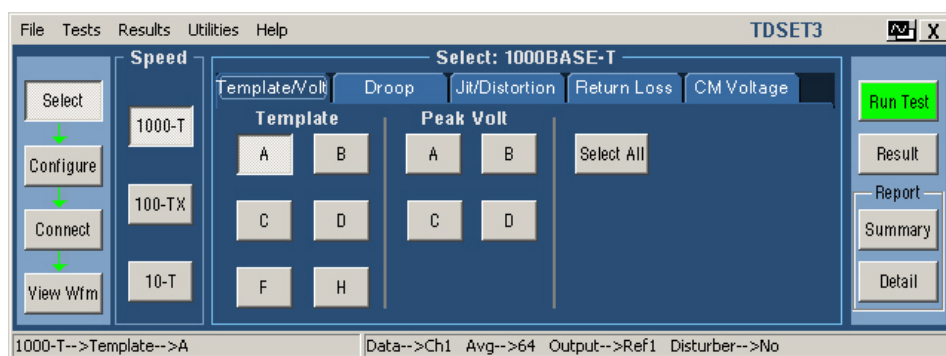 File Tests Results Utilities Help TDSET3 X
Speed
Select: 1000BASE-T
Select
Configure
Connect
View Wfm
1000-T
100-TX
10-T
Template/Volt Droop Jit/Distortion Return Loss CM Voltage
Template
A B
C D
F H
Peak Volt
A B
C D
Select All
Run Test
Result
Report
Summary
Detail
1000-T-->Template-->A Data-->Ch1 Avg-->64 Output-->Ref1 Disturber-->No